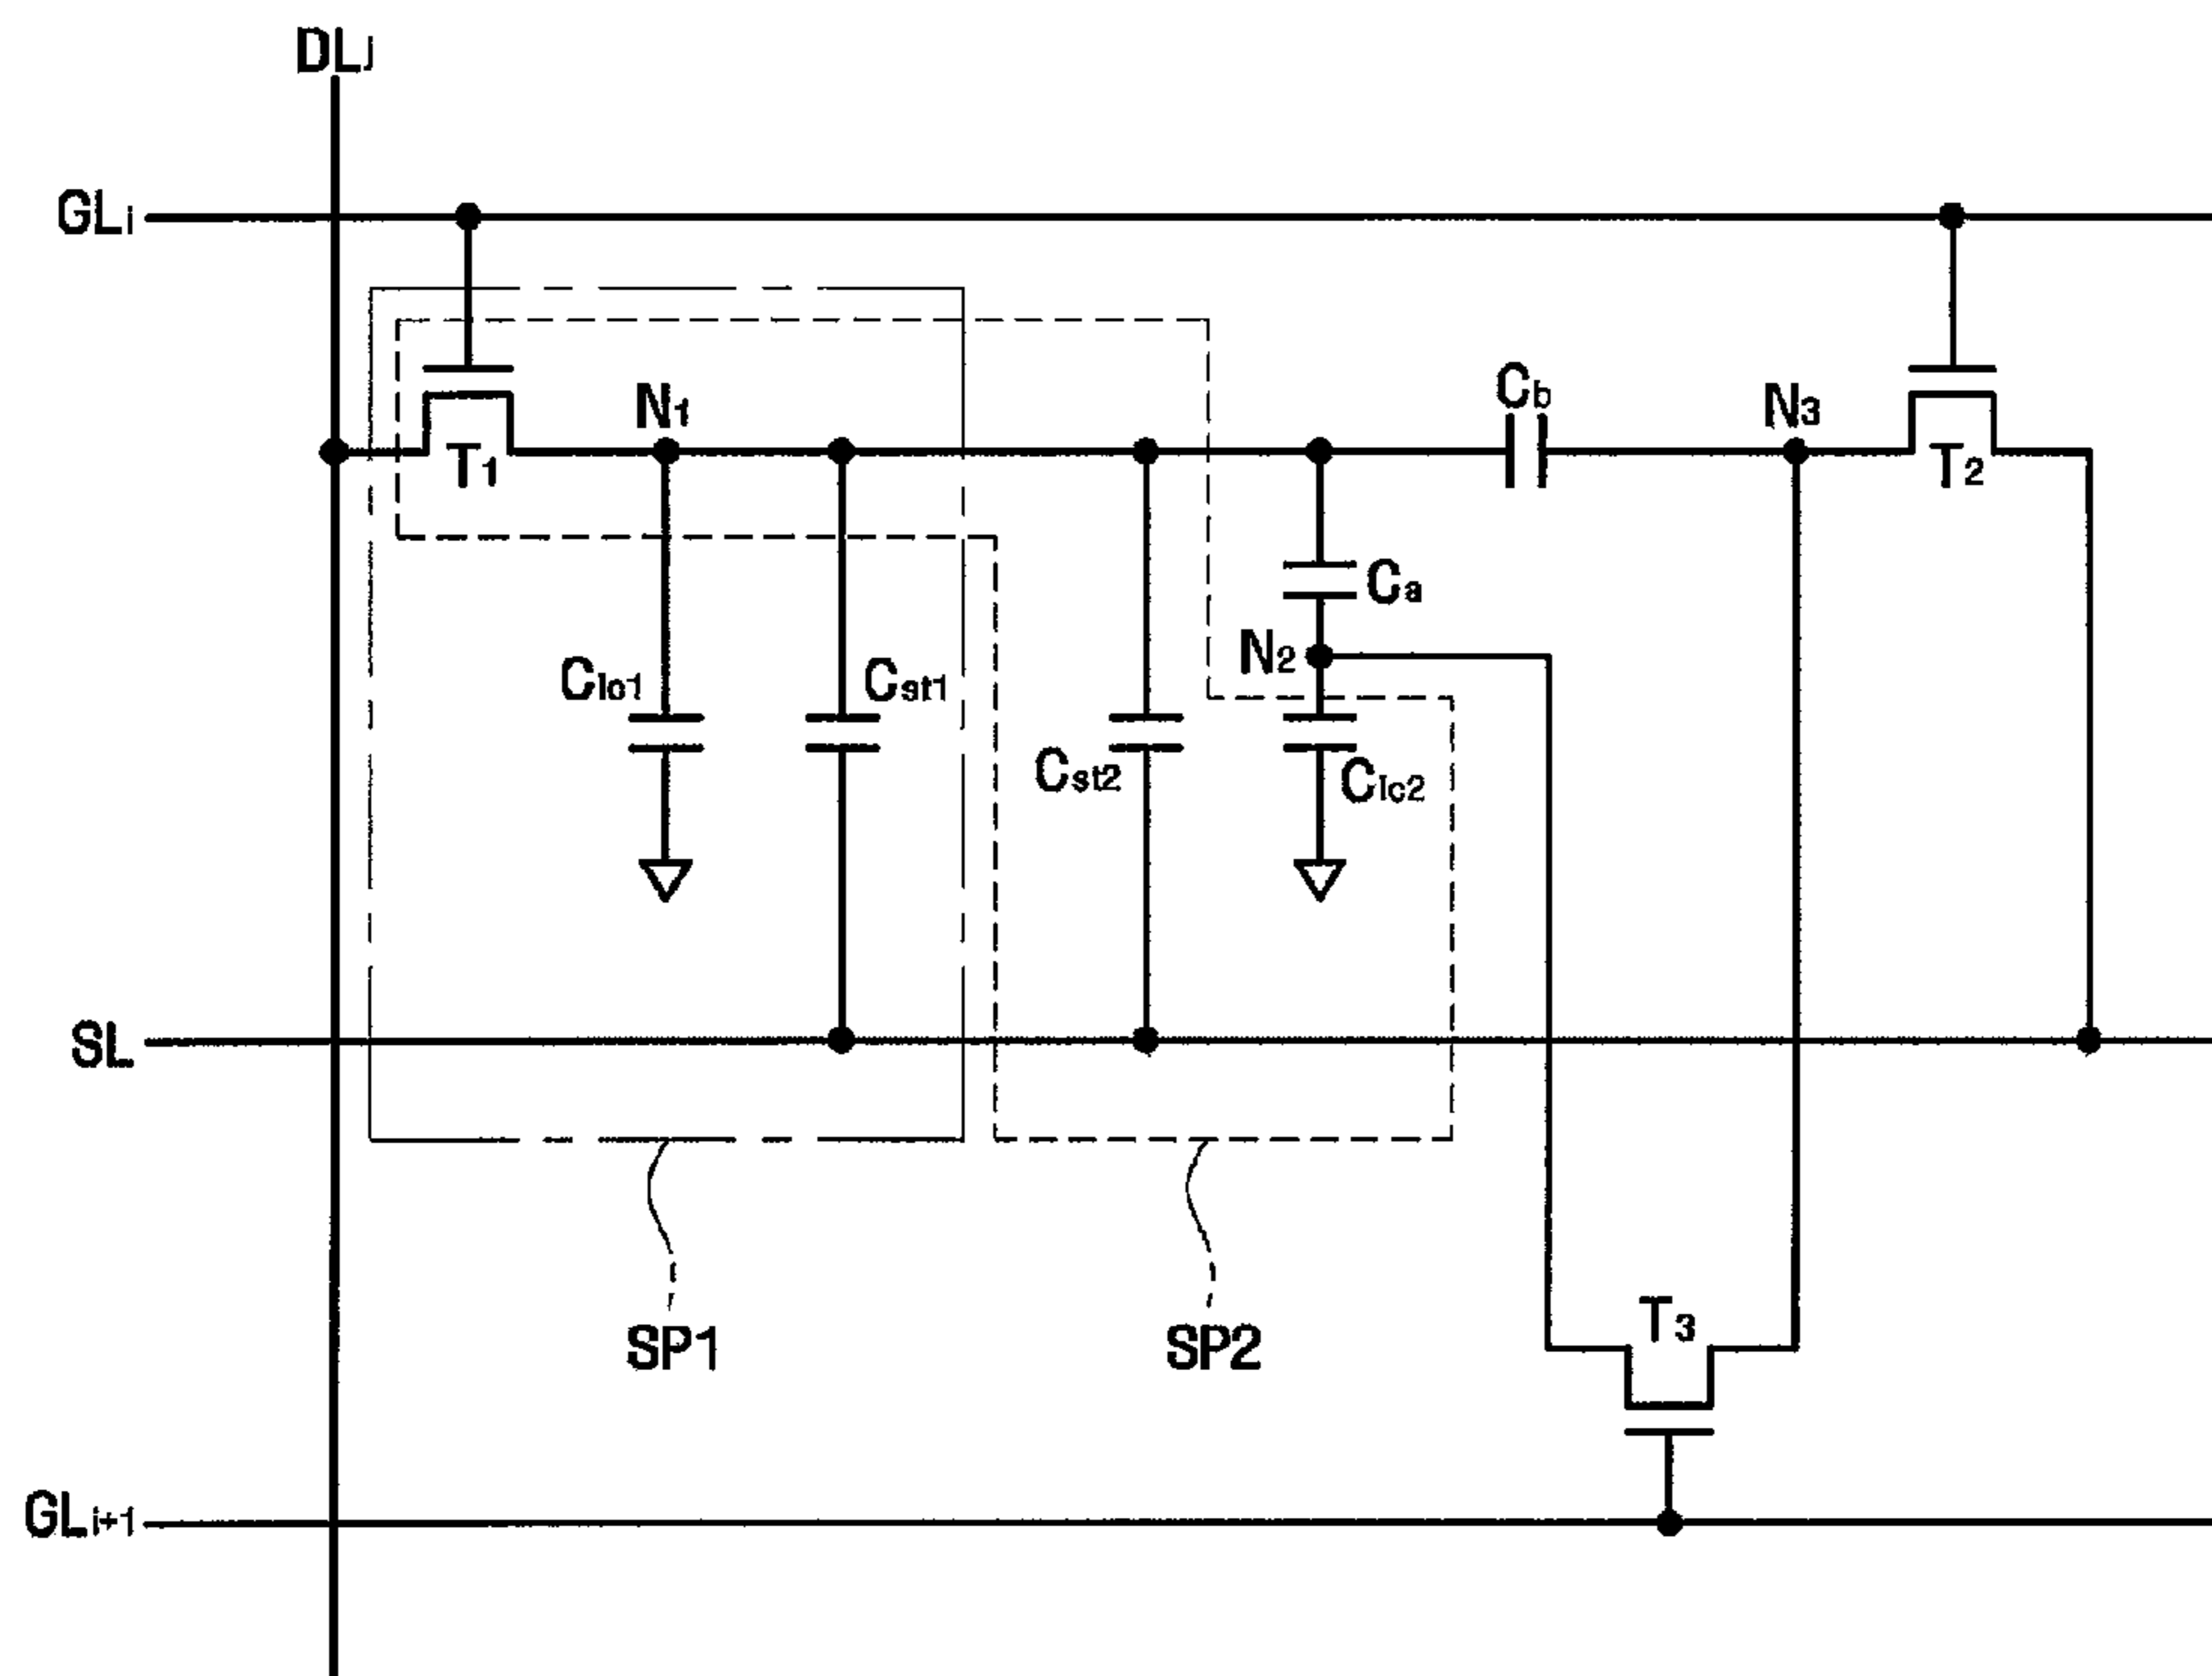 DLj
GLi
Cb
N1
N3
T1
T2
Ca
N2
Clc1
Cst1
Cst2
Clc2
SL
T3
SP1
SP2
GLi+1